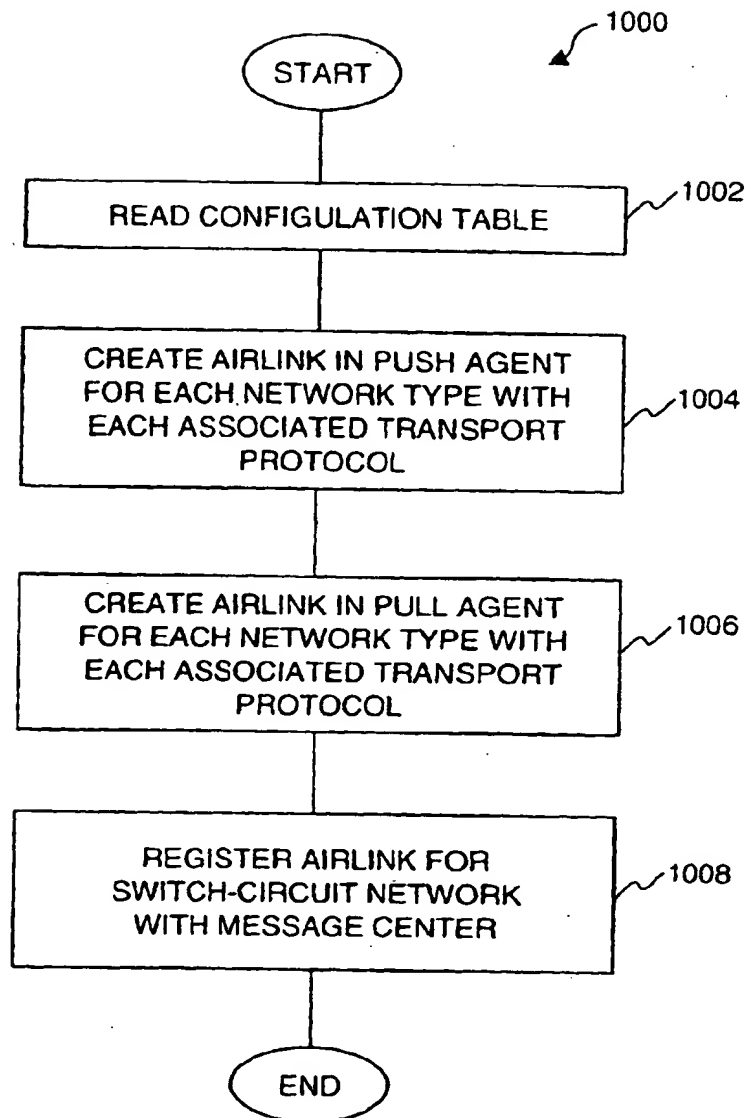 1000
START
READ CONFIGULATION TABLE
1002
CREATE AIRLINK IN PUSH AGENT
FOR EACH NETWORK TYPE WITH
EACH ASSOCIATED TRANSPORT
PROTOCOL
1004
CREATE AIRLINK IN PULL AGENT
FOR EACH NETWORK TYPE WITH
EACH ASSOCIATED TRANSPORT
PROTOCOL
1006
REGISTER AIRLINK FOR
SWITCH-CIRCUIT NETWORK
WITH MESSAGE CENTER
1008
END